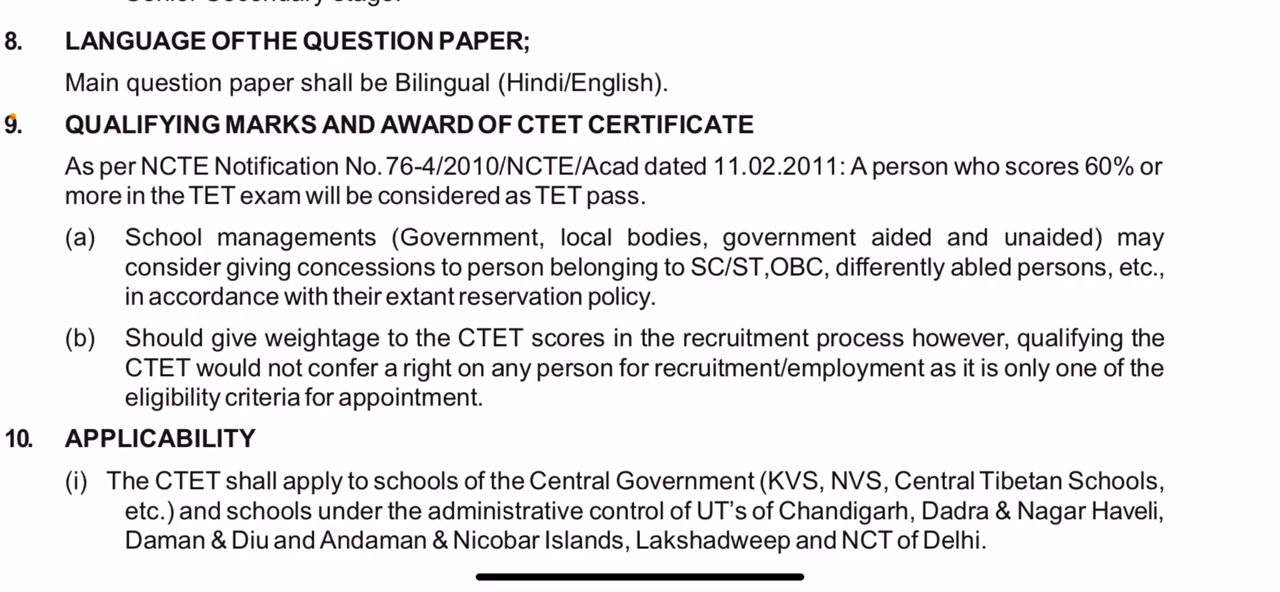 Senior Secondary stage.
8. LANGUAGE OFTHE QUESTION PAPER;
Main question paper shall be Bilingual (Hindi/English).
9. QUALIFYING MARKS AND AWARD OF CTET CERTIFICATE
As per NCTE Notification No. 76-4/2010/NCTE/Acad dated 11.02.2011: A person who scores 60% or
more in the TET exam will be considered as TET pass.
(a) School managements (Government, local bodies, government aided and unaided) may
consider giving concessions to person belonging to SC/ST,OBC, differently abled persons, etc.,
in accordance with their extant reservation policy.
(b) Should give weightage to the CTET scores in the recruitment process however, qualifying the
CTET would not confer a right on any person for recruitment/employment as it is only one of the
eligibility criteria for appointment.
10. APPLICABILITY
(i) The CTET shall apply to schools of the Central Government (KVS, NVS, Central Tibetan Schools,
etc.) and schools under the administrative control of UT's of Chandigarh, Dadra & Nagar Haveli,
Daman & Diu and Andaman & Nicobar Islands, Lakshadweep and NCT of Delhi.